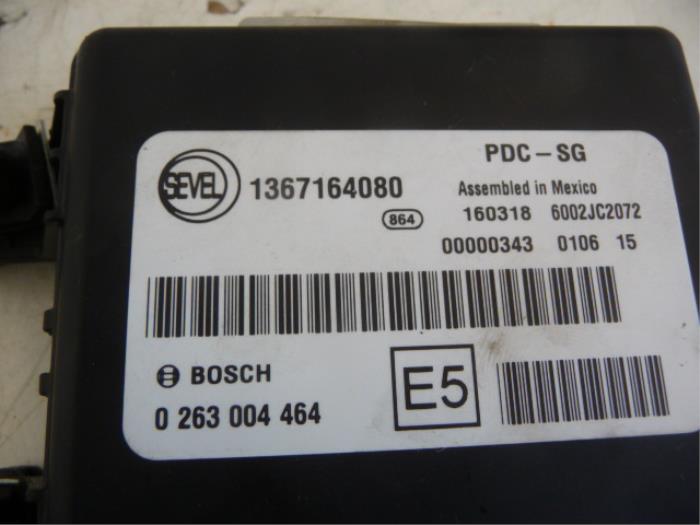 PDC – SG
SEVEL 1367164080
Assembled in Mexico
864
160318 6002JC2072
00000343 0106 15
BOSCH
E5
0 263 004 464